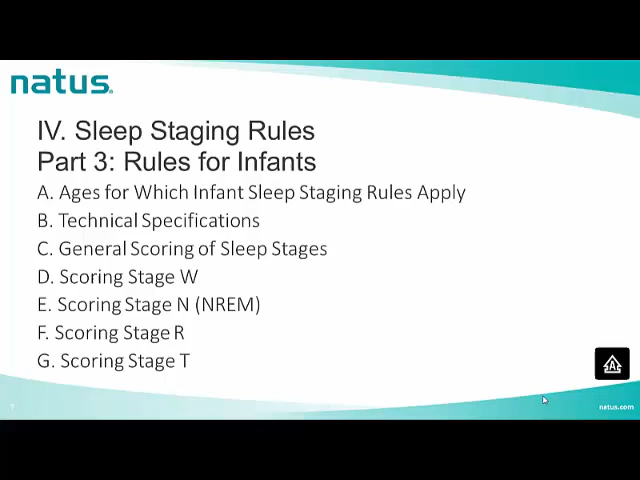 natus
IV. Sleep Staging Rules
Part 3: Rules for Infants
A. Ages for Which Infant Sleep Staging Rules Apply
B. Technical Specifications
C. General Scoring of Sleep Stages
D. Scoring Stage W
E. Scoring Stage N (NREM)
F. Scoring Stage R
G. Scoring Stage T
A
natus.com